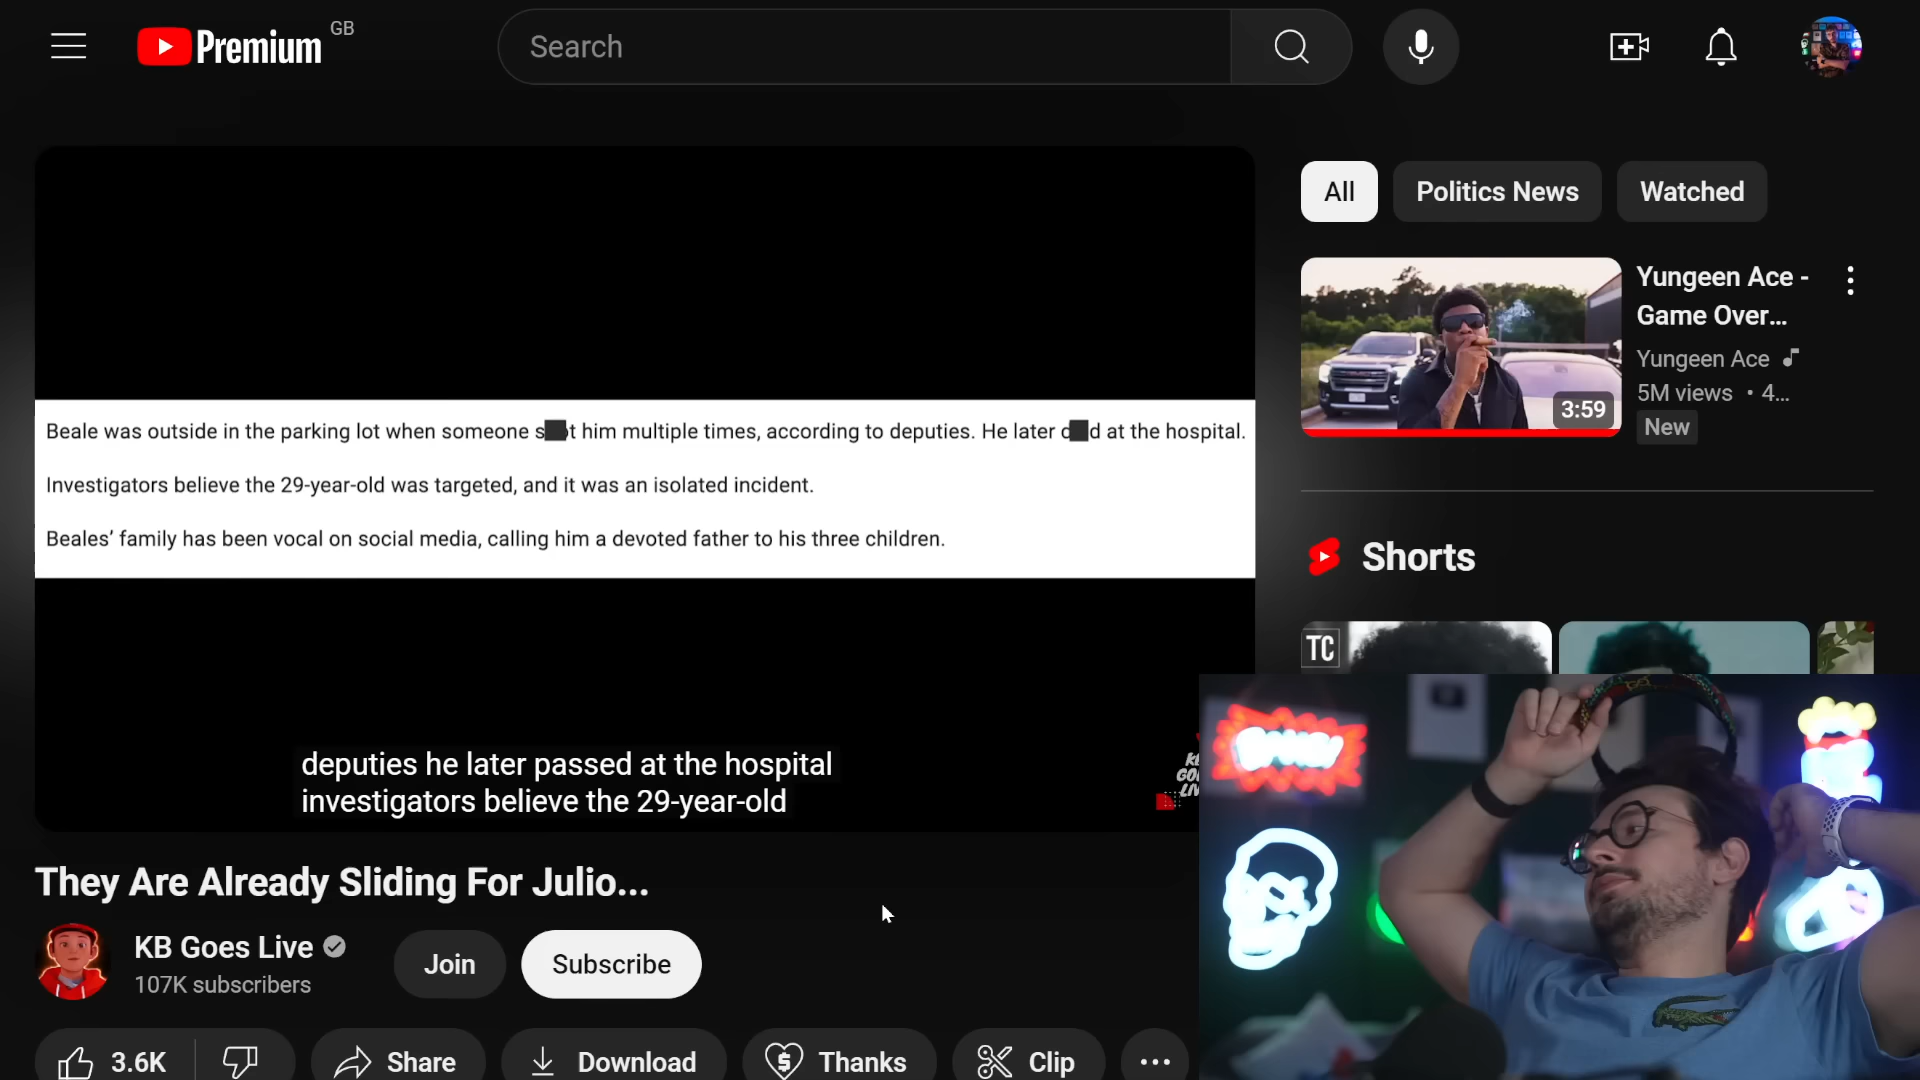 Premium
GB
Search
All
Politics News
Watched
Beale was outside in the parking lot when someone s■t him multiple times, according to deputies. He later d■d at the hospital.
Investigators believe the 29-year-old was targeted, and it was an isolated incident.
Beales’ family has been vocal on social media, calling him a devoted father to his three children.
deputies he later passed at the hospital
investigators believe the 29-year-old
They Are Already Sliding For Julio...
KB Goes Live
107K subscribers
Join
Subscribe
3.6K
Share
Download
Thanks
Clip
3:59
Yungeen Ace -
Game Over...
Yungeen Ace
5M views • 4...
New
Shorts
TC